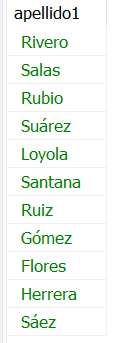 apellido1
Rivero
Salas
Rubio
Suárez
Loyola
Santana
Ruiz
Gómez
Flores
Herrera
Sáez